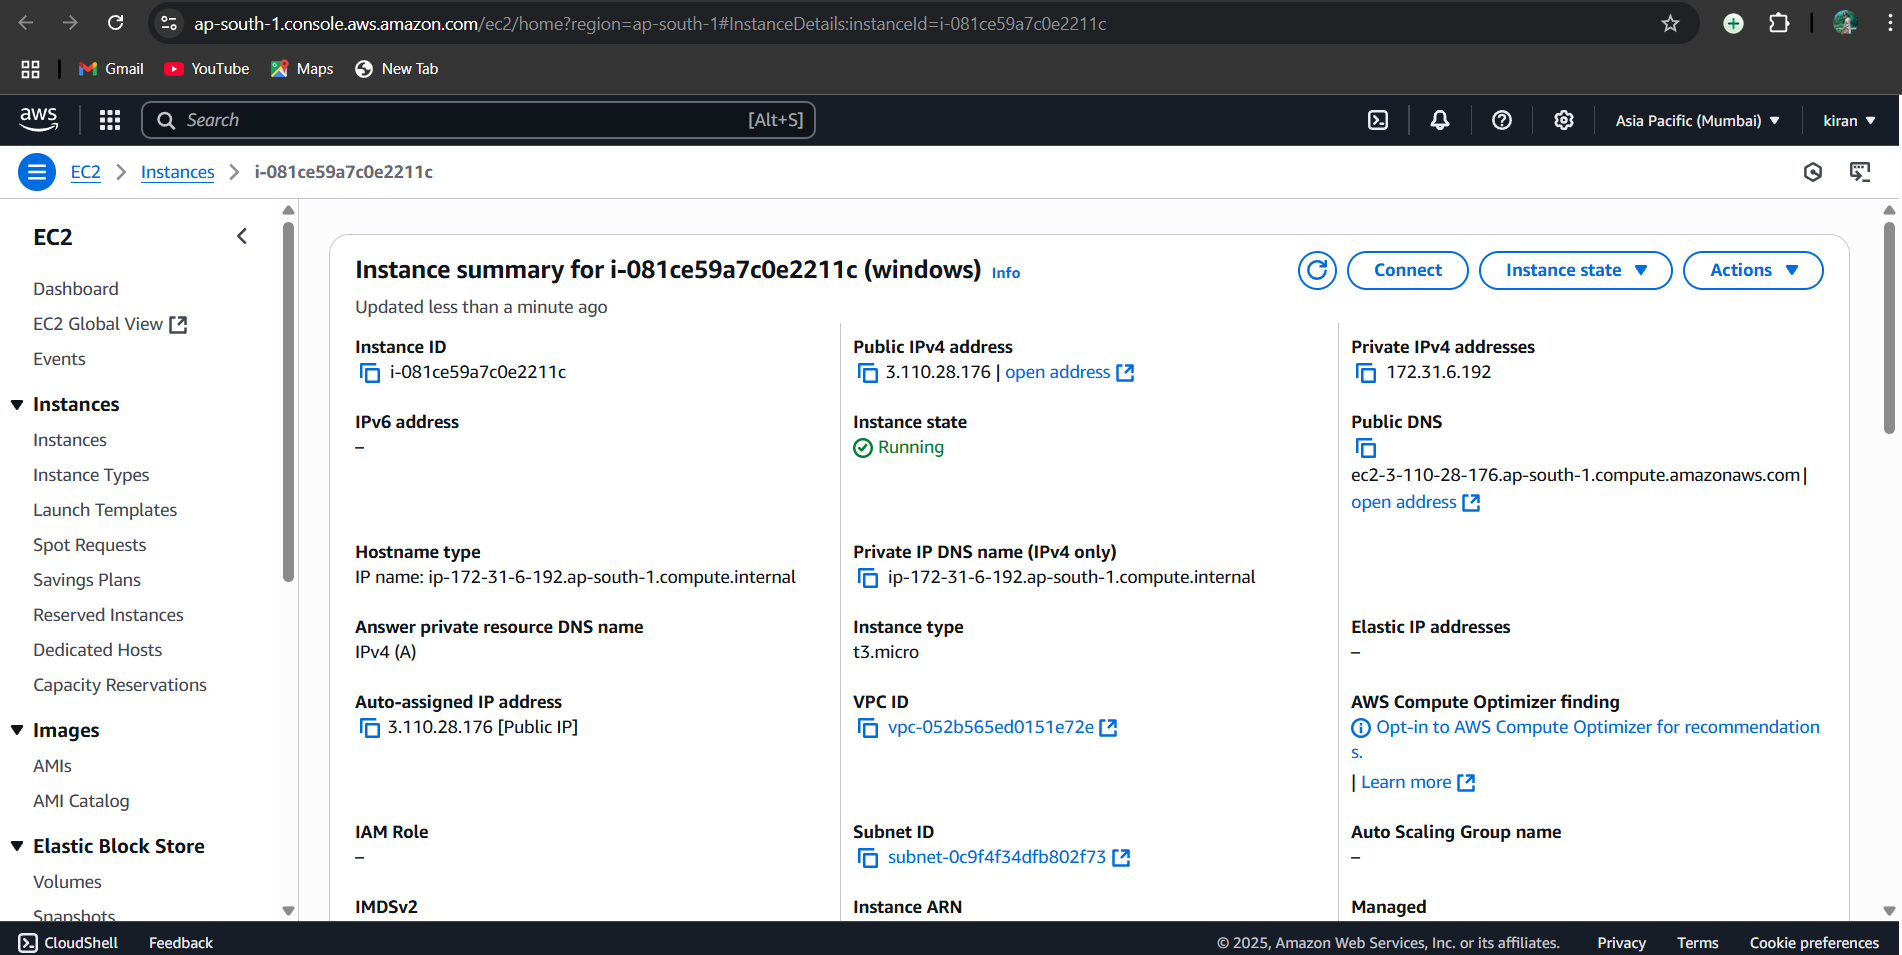 ap-south-1.console.aws.amazon.com/ec2/home?region=ap-south-1#InstanceDetails:instanceId=i-081ce59a7c0e2211c
Gmail YouTube Maps New Tab
aws Search [Alt+S] Asia Pacific (Mumbai) kiran
EC2 Instances i-081ce59a7c0e2211c
EC2
Dashboard
EC2 Global View
Events
Instances
Instances
Instance Types
Launch Templates
Spot Requests
Savings Plans
Reserved Instances
Dedicated Hosts
Capacity Reservations
Images
AMIs
AMI Catalog
Elastic Block Store
Volumes
Snapshots
Instance summary for i-081ce59a7c0e2211c (windows) Info
Updated less than a minute ago
Connect Instance state Actions
Instance ID
i-081ce59a7c0e2211c
Public IPv4 address
3.110.28.176 | open address
Private IPv4 addresses
172.31.6.192
IPv6 address
–
Instance state
Running
Public DNS
ec2-3-110-28-176.ap-south-1.compute.amazonaws.com |
open address
Hostname type
IP name: ip-172-31-6-192.ap-south-1.compute.internal
Private IP DNS name (IPv4 only)
ip-172-31-6-192.ap-south-1.compute.internal
Answer private resource DNS name
IPv4 (A)
Instance type
t3.micro
Elastic IP addresses
–
Auto-assigned IP address
3.110.28.176 [Public IP]
VPC ID
vpc-052b565ed0151e72e
AWS Compute Optimizer finding
Opt-in to AWS Compute Optimizer for recommendation
s.
| Learn more
IAM Role
–
Subnet ID
subnet-0c9f4f34dfb802f73
Auto Scaling Group name
–
IMDSv2
Instance ARN
Managed
CloudShell Feedback © 2025, Amazon Web Services, Inc. or its affiliates. Privacy Terms Cookie preferences